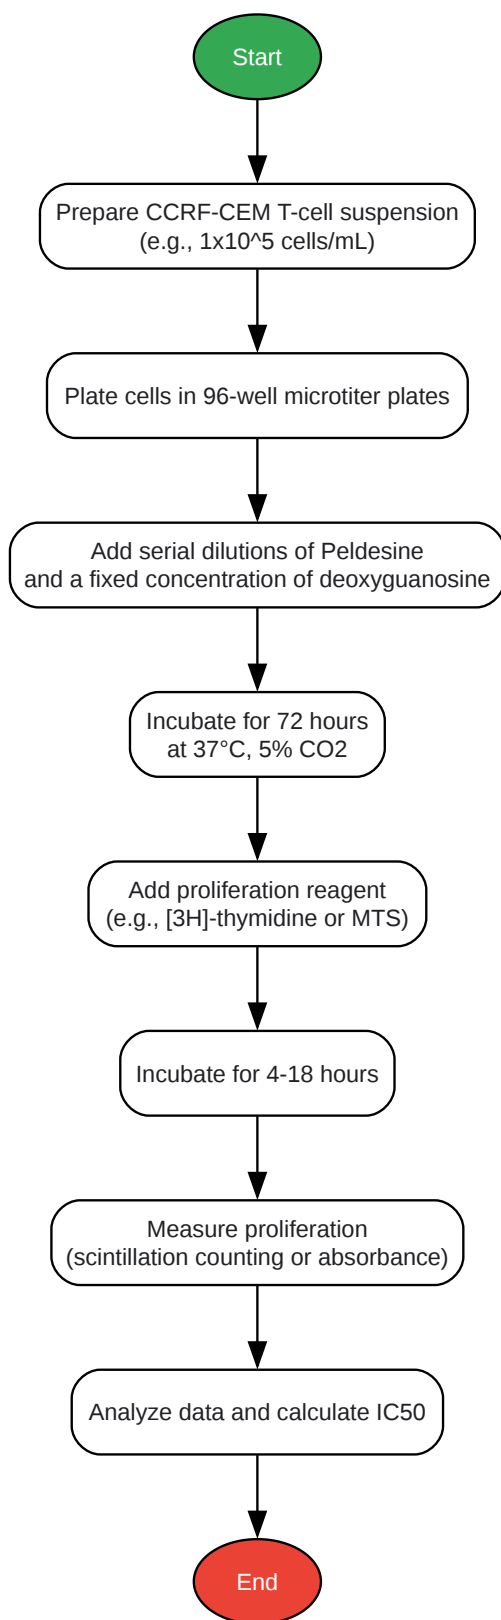 Start
Prepare CCRF-CEM T-cell suspension
(e.g., 1x10^5 cells/mL)
Plate cells in 96-well microtiter plates
Add serial dilutions of Peldesine
and a fixed concentration of deoxyguanosine
Incubate for 72 hours
at 37°C, 5% CO2
Add proliferation reagent
(e.g., [3H]-thymidine or MTS)
Incubate for 4-18 hours
Measure proliferation
(scintillation counting or absorbance)
Analyze data and calculate IC50
End